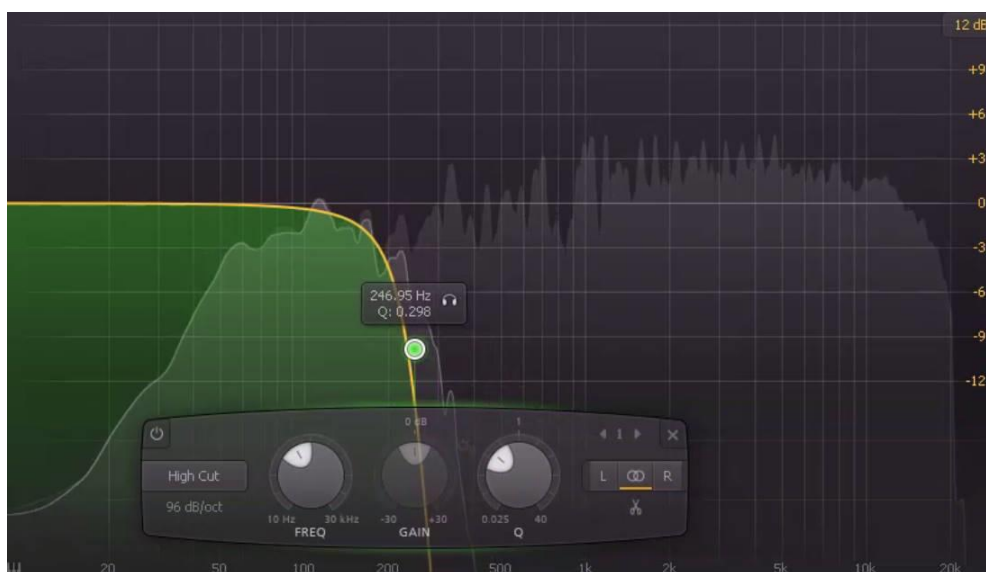 12 dB
+9
+6
+3
0
-3
-6
-9
-12
246.95 Hz
Q: 0.298
0 dB
1
1
High Cut
96 dB/oct
10 Hz
30 kHz
FREQ
-30
+30
GAIN
0.025
40
Q
L
R
20
50
100
200
500
1k
2k
5k
10k
20k